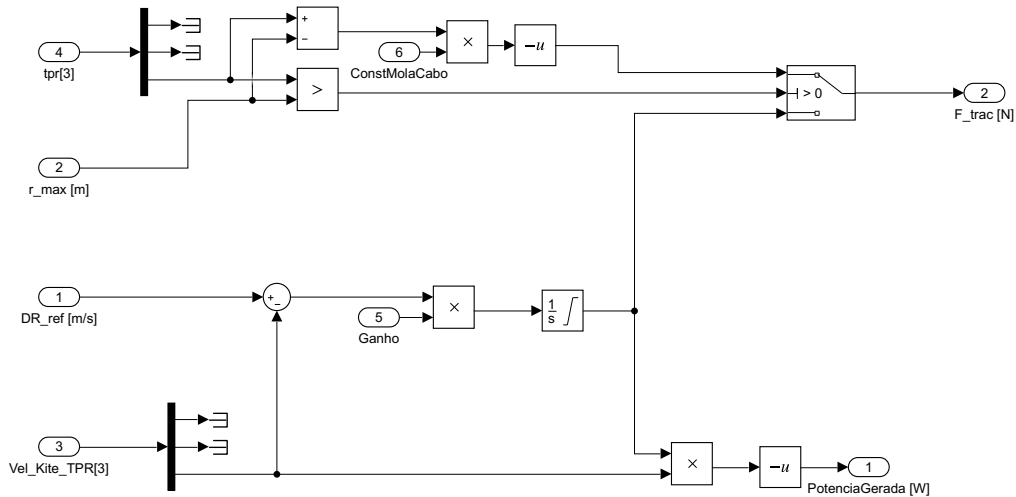 4
tpr[3]
+
−
6
ConstMolaCabo
×
-u
>
> 0
2
F_trac [N]
2
r_max [m]
1
DR_ref [m/s]
+
−
5
Ganho
×
1
s
3
Vel_Kite_TPR[3]
×
-u
1
PotenciaGerada [W]